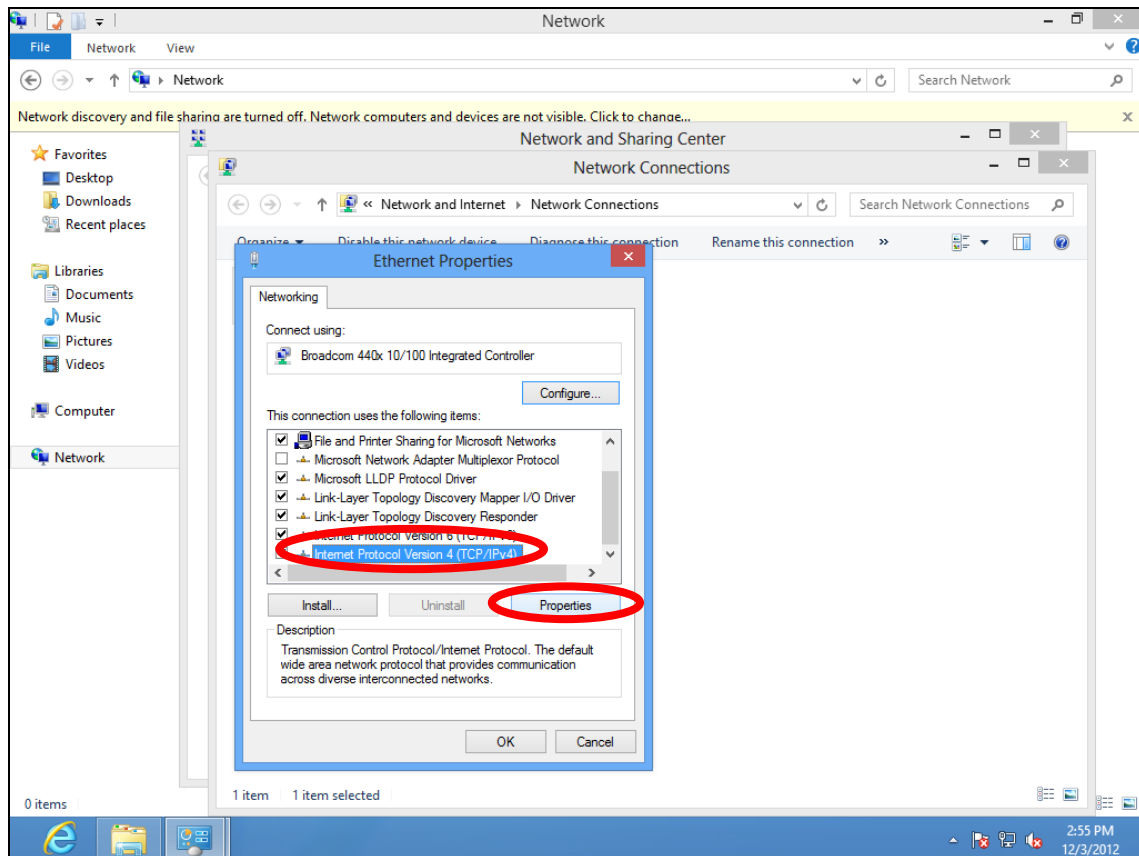 Network
File Network View
Network
Search Network
Network discovery and file sharing are turned off. Network computers and devices are not visible. Click to change...
Network and Sharing Center
Network Connections
Network and Internet Network Connections
Search Network Connections
Organize Disable this network device Diagnose this connection Rename this connection
Favorites
Desktop
Downloads
Recent places
Libraries
Documents
Music
Pictures
Videos
Computer
Network
Ethernet Properties
Networking
Connect using:
Broadcom 440x 10/100 Integrated Controller
Configure...
This connection uses the following items:
File and Printer Sharing for Microsoft Networks
Microsoft Network Adapter Multiplexor Protocol
Microsoft LLDP Protocol Driver
Link-Layer Topology Discovery Mapper I/O Driver
Link-Layer Topology Discovery Responder
Internet Protocol Version 6 (TCP/IPv6)
Internet Protocol Version 4 (TCP/IPv4)
Install... Uninstall Properties
Description
Transmission Control Protocol/Internet Protocol. The default
wide area network protocol that provides communication
across diverse interconnected networks.
OK Cancel
1 item 1 item selected
0 items
2:55 PM
12/3/2012